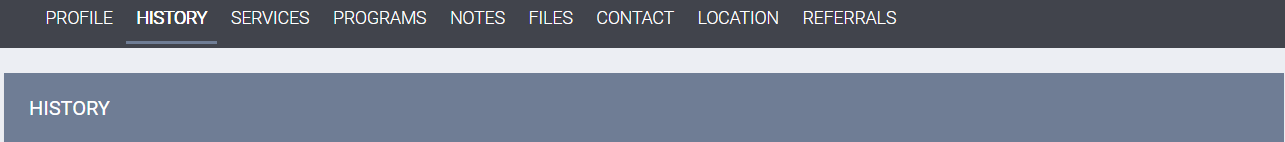 PROFILE HISTORY SERVICES PROGRAMS NOTES FILES CONTACT LOCATION REFERRALS
HISTORY